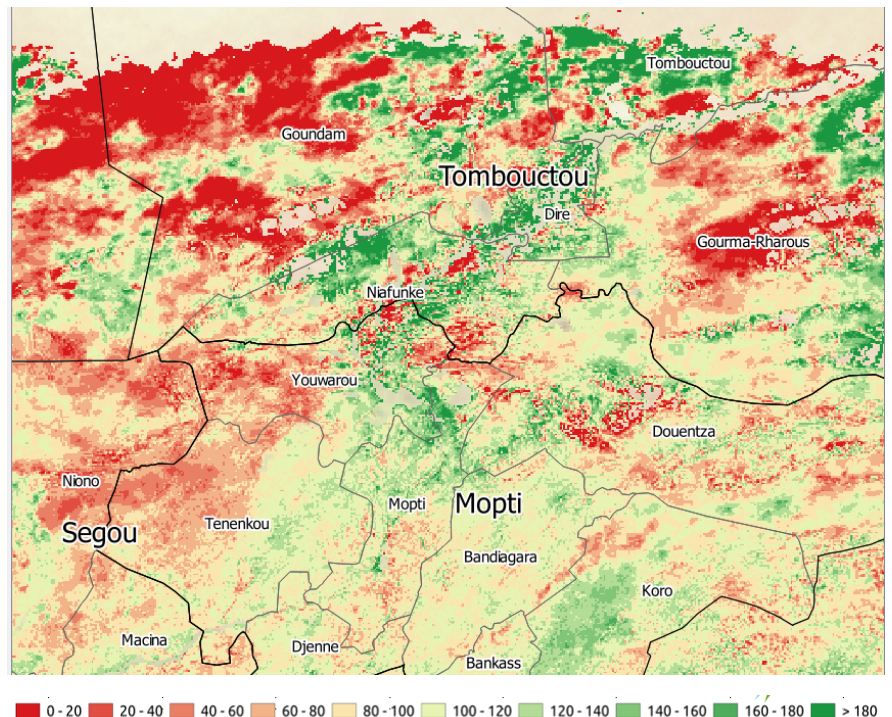 Tombouctou
Goundam
Tombouctou
Dire
Gourma-Rharous
Niafunke
Youwarou
Douentza
Niono
Mopti
Mopti
Segou
Tenenkou
Bandiagara
Koro
Macina
Djenne
Bankass
0 - 20 20 - 40 40 - 60 60 - 80 80 - 100 100 - 120 120 - 140 140 - 160 160 - 180 > 180